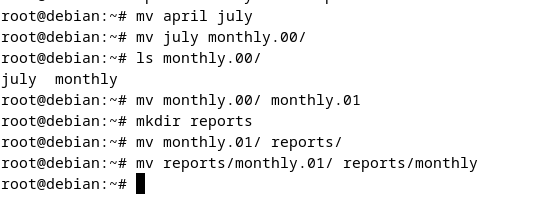 root@debian:~# mv april july
root@debian:~# mv july monthly.00/
root@debian:~# ls monthly.00/
july  monthly
root@debian:~# mv monthly.00/ monthly.01
root@debian:~# mkdir reports
root@debian:~# mv monthly.01/ reports/
root@debian:~# mv reports/monthly.01/ reports/monthly
root@debian:~#